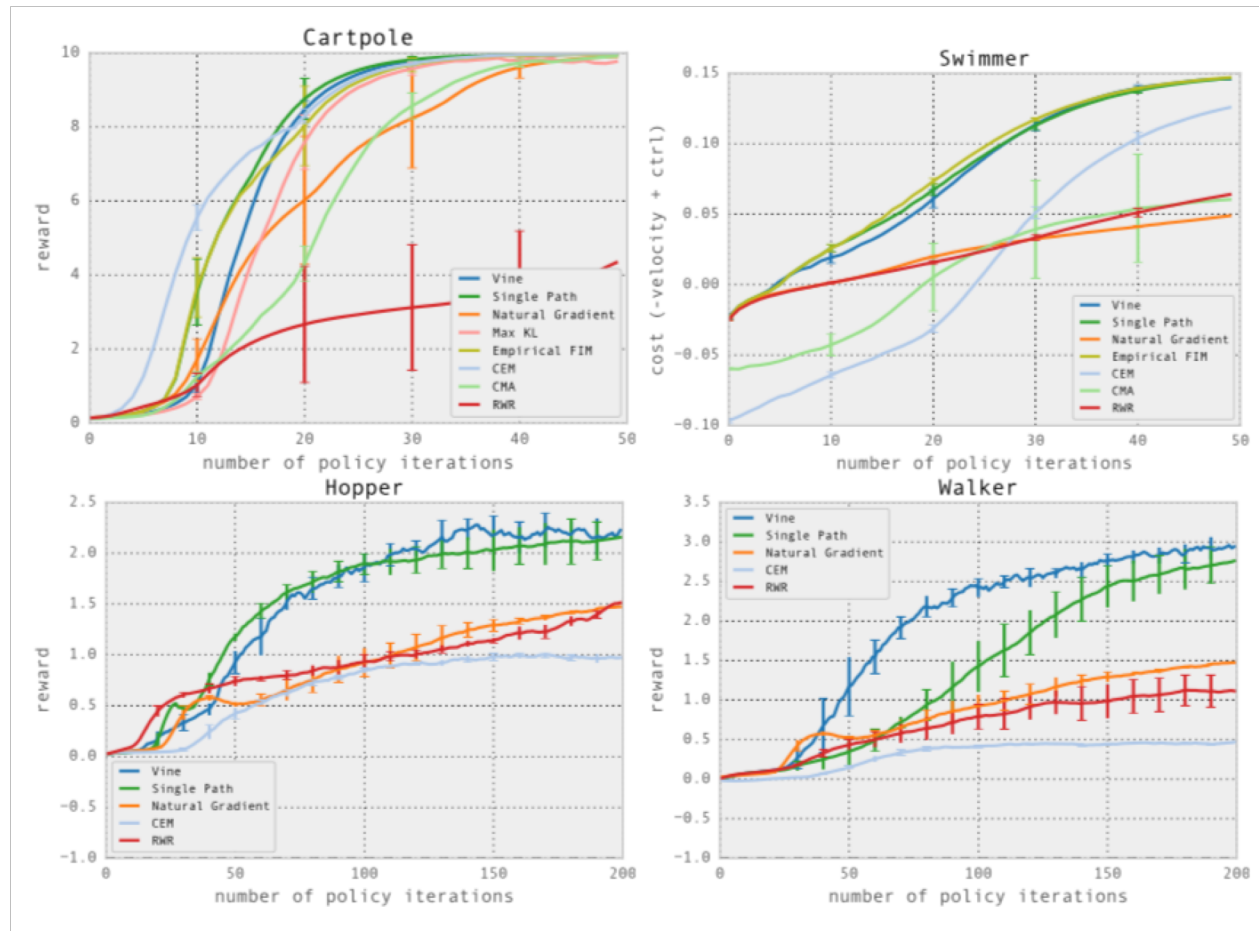 Cartpole
10
8
6
4
2
0
reward
Vine
Single Path
Natural Gradient
Max KL
Empirical FIM
CEM
CMA
RWR
0 10 20 30 40 50
number of policy iterations
Swimmer
0.15
0.10
0.05
0.00
−0.05
−0.10
cost (-velocity + ctrl)
Vine
Single Path
Natural Gradient
Empirical FIM
CEM
CMA
RWR
0 10 20 30 40 50
number of policy iterations
Hopper
2.5
2.0
1.5
1.0
0.5
0.0
−0.5
−1.0
reward
Vine
Single Path
Natural Gradient
CEM
RWR
0 50 100 150 200
number of policy iterations
Walker
3.5
3.0
2.5
2.0
1.5
1.0
0.5
0.0
−0.5
−1.0
reward
Vine
Single Path
Natural Gradient
CEM
RWR
0 50 100 150 200
number of policy iterations